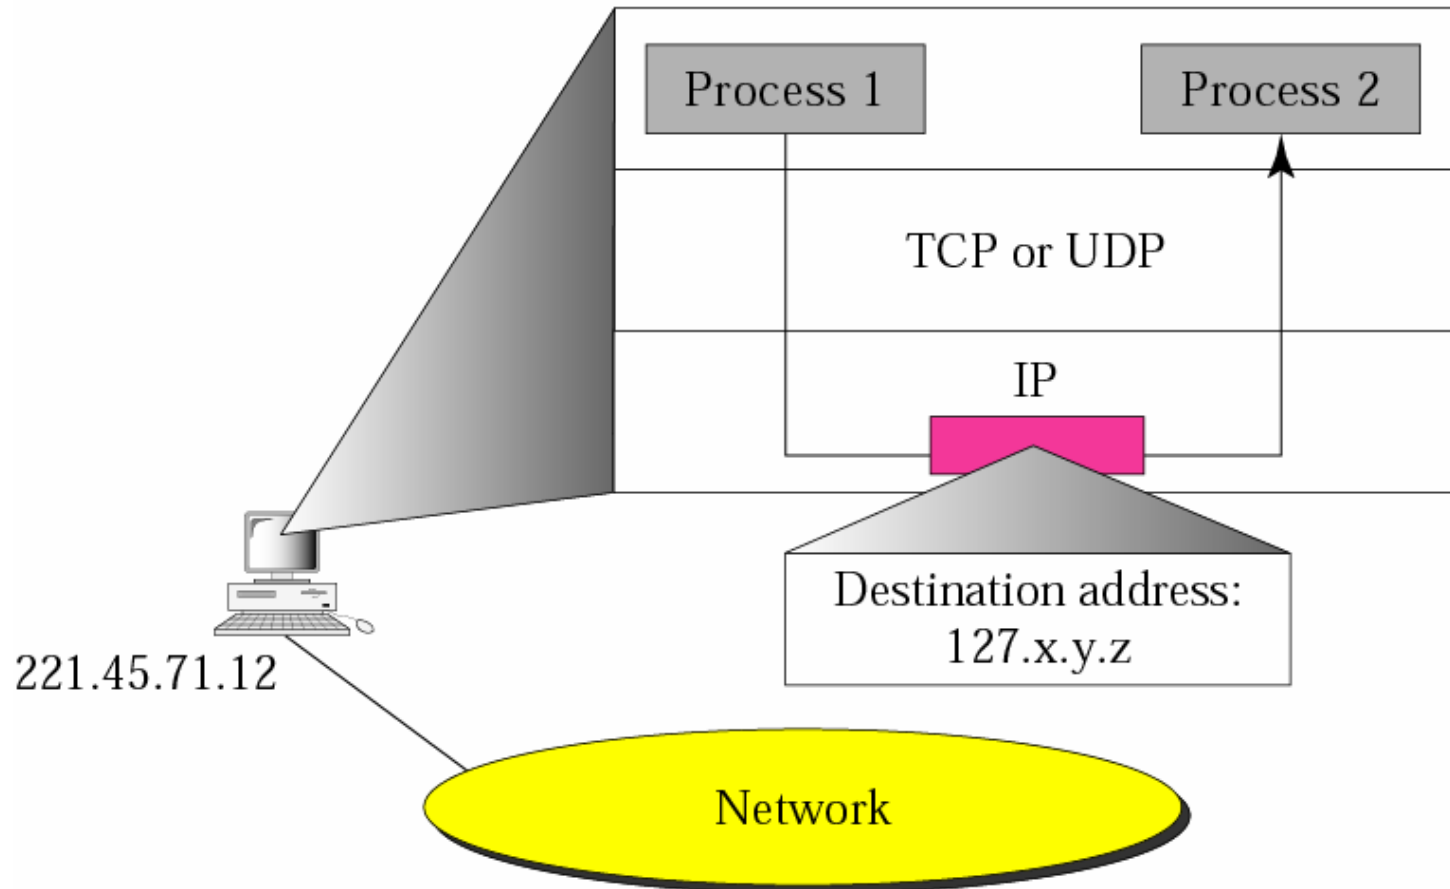 Process 1
Process 2
TCP or UDP
IP
Destination address:
127.x.y.z
221.45.71.12
Network